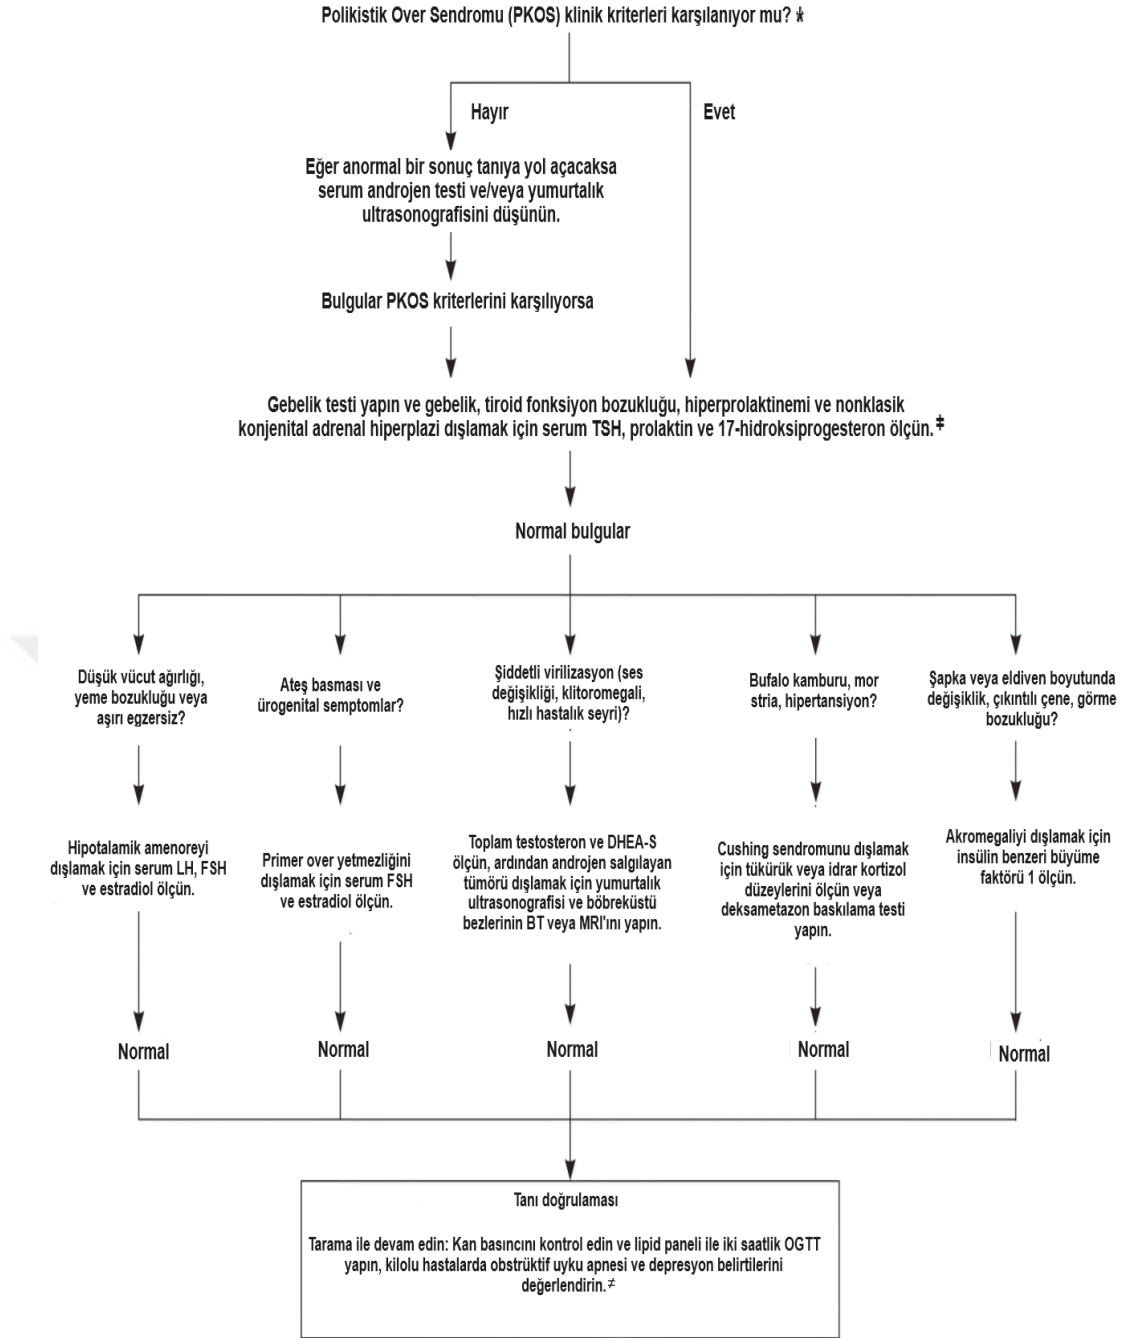 Polikistik Over Sendromu (PKOS) klinik kriterleri karşılanıyor mu? *
Hayır
Evet
Eğer anormal bir sonuç tanıya yol açacaksa
serum androjen testi ve/veya yumurtalık
ultrasonografisini düşünün.
Bulgular PKOS kriterlerini karşılıyorsa
Gebelik testi yapın ve gebelik, tiroid fonksiyon bozukluğu, hiperprolaktinemi ve nonklasik
konjenital adrenal hiperplazi dışlamak için serum TSH, prolaktin ve 17-hidroksiprogesteron ölçün.ǂ
Normal bulgular
Düşük vücut ağırlığı,
yeme bozukluğu veya
aşırı egzersiz?
Ateş basması ve
ürogenital semptomlar?
Şiddetli virilizasyon (ses
değişikliği, klitoromegali,
hızlı hastalık seyri)?
Bufalo kamburu, mor
stria, hipertansiyon?
Şapka veya eldiven boyutunda
değişiklik, çıkıntılı çene, görme
bozukluğu?
Hipotalamik amenoreyi
dışlamak için serum LH, FSH
ve estradiol ölçün.
Primer over yetmezliğini
dışlamak için serum FSH
ve estradiol ölçün.
Toplam testosteron ve DHEA-S
ölçün, ardından androjen salgılayan
tümörü dışlamak için yumurtalık
ultrasonografisi ve böbreküstü
bezlerinin BT veya MRI'ını yapın.
Cushing sendromunu dışlamak
için tükürük veya idrar kortizol
düzeylerini ölçün veya
deksametazon baskılama testi
yapın.
Akromegaliyi dışlamak için
insülin benzeri büyüme
faktörü 1 ölçün.
Normal
Normal
Normal
Normal
Normal
Tanı doğrulaması
Tarama ile devam edin: Kan basıncını kontrol edin ve lipid paneli ile iki saatlik OGTT
yapın, kilolu hastalarda obstrüktif uyku apnesi ve depresyon belirtilerini
değerlendirin.≠